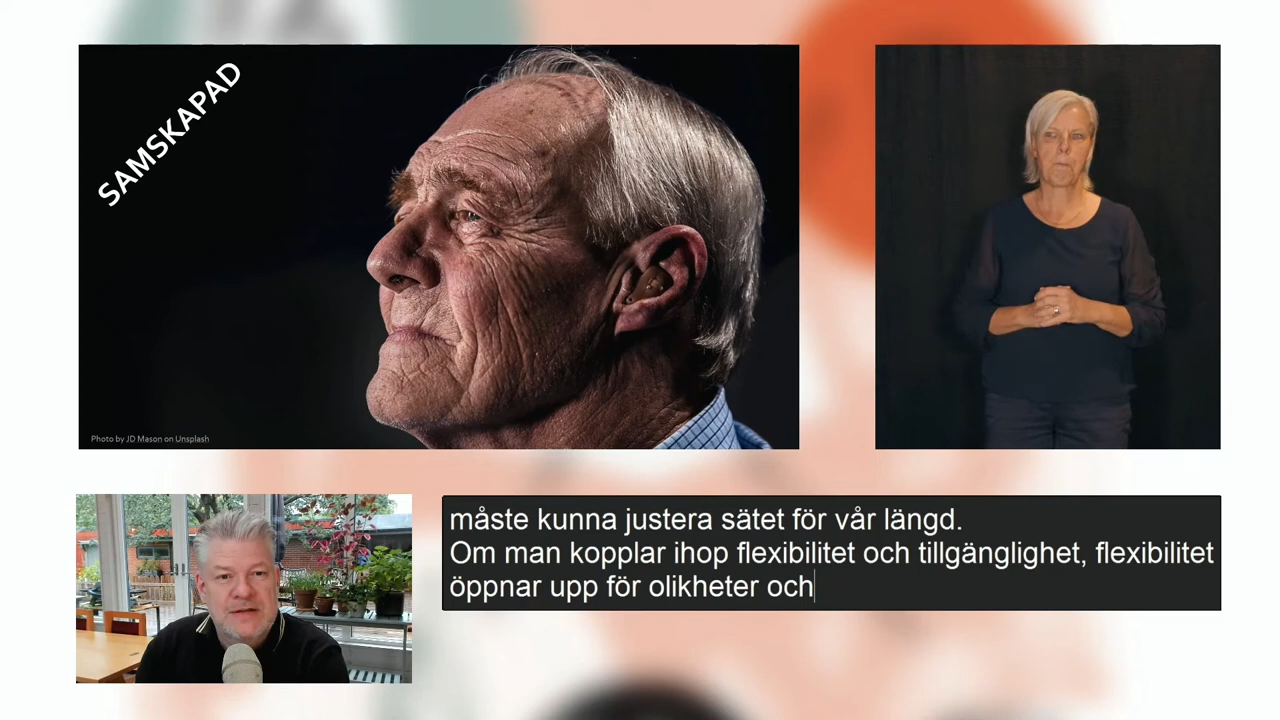 SAMSKAPAD
Photo by JD Mason on Unsplash
måste kunna justera sätet för vår längd.
Om man kopplar ihop flexibilitet och tillgänglighet, flexibilitet
öppnar upp för olikheter och